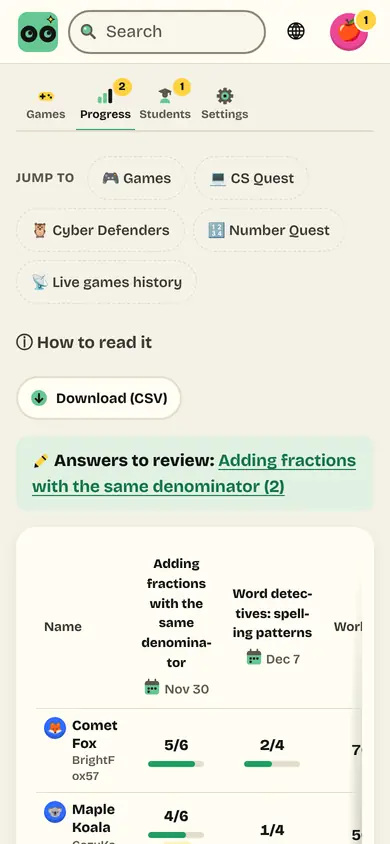 Search
1
2
1
Games
Progress
Students
Settings
JUMP TO
Games
CS Quest
Cyber Defenders
Number Quest
Live games history
How to read it
Download (CSV)
Answers to review: Adding fractions
with the same denominator (2)
Name
Adding
fractions
with the
same
denomina-
tor
Nov 30
Word detec-
tives: spell-
ing patterns
Dec 7
Comet
Fox
BrightF
ox57
5/6
2/4
Maple
Koala
4/6
1/4